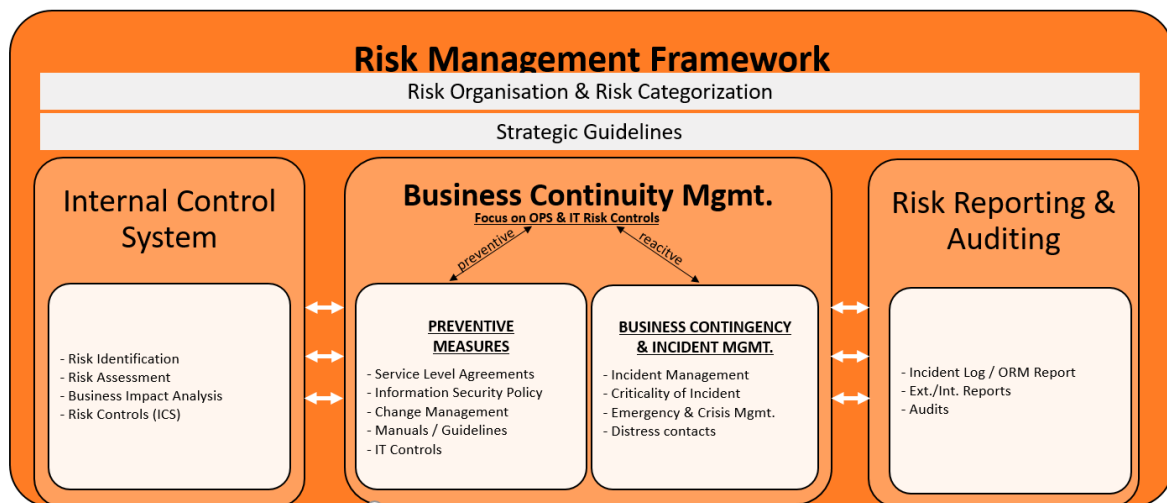 Risk Management Framework
Risk Organisation & Risk Categorization
Strategic Guidelines
Internal Control
System
- Risk Identification
- Risk Assessment
- Business Impact Analysis
- Risk Controls (ICS)
Business Continuity Mgmt.
Focus on OPS & IT Risk Controls
preventive
reacitve
PREVENTIVE
MEASURES
- Service Level Agreements
- Information Security Policy
- Change Management
- Manuals / Guidelines
- IT Controls
BUSINESS CONTINGENCY
& INCIDENT MGMT.
- Incident Management
- Criticality of Incident
- Emergency & Crisis Mgmt.
- Distress contacts
Risk Reporting &
Auditing
- Incident Log / ORM Report
- Ext./Int. Reports
- Audits